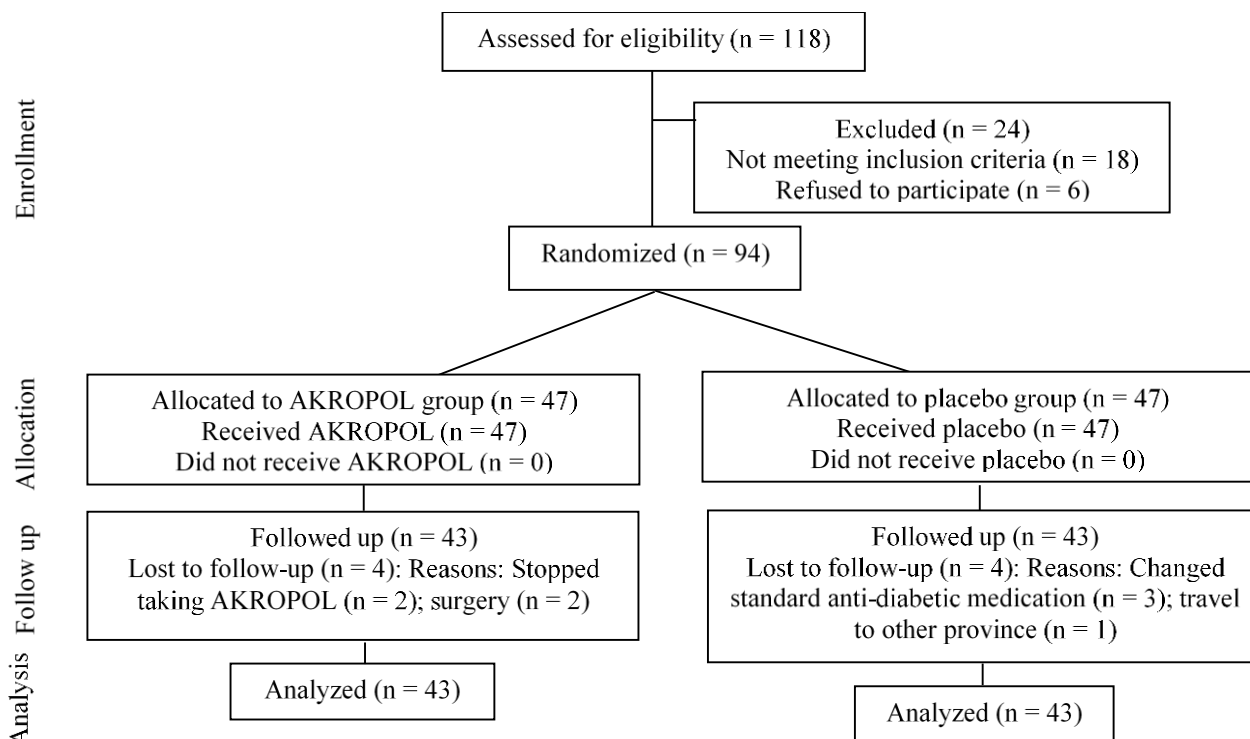 Assessed for eligibility (n = 118)
Enrollment
Excluded (n = 24)
Not meeting inclusion criteria (n = 18)
Refused to participate (n = 6)
Randomized (n = 94)
Allocation
Allocated to AKROPOL group (n = 47)
Received AKROPOL (n = 47)
Did not receive AKROPOL (n = 0)
Allocated to placebo group (n = 47)
Received placebo (n = 47)
Did not receive placebo (n = 0)
Follow up
Followed up (n = 43)
Lost to follow-up (n = 4): Reasons: Stopped
taking AKROPOL (n = 2); surgery (n = 2)
Followed up (n = 43)
Lost to follow-up (n = 4): Reasons: Changed
standard anti-diabetic medication (n = 3); travel
to other province (n = 1)
Analysis
Analyzed (n = 43)
Analyzed (n = 43)